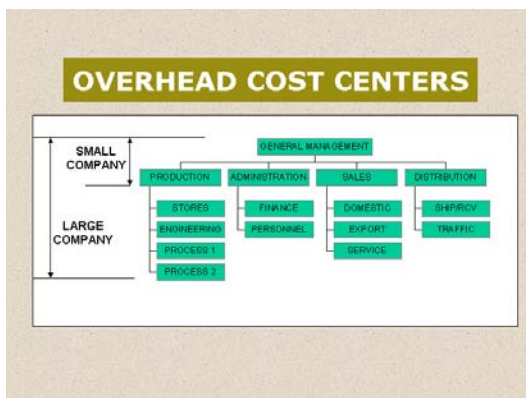 OVERHEAD COST CENTERS
SMALL
COMPANY
LARGE
COMPANY
GENERAL MANAGEMENT
PRODUCTION
ADMINISTRATION
SALES
DISTRIBUTION
STORES
FINANCE
DOMESTIC
SHIP/RCV
ENGINEERING
PERSONNEL
EXPORT
TRAFFIC
PROCESS 1
SERVICE
PROCESS 2